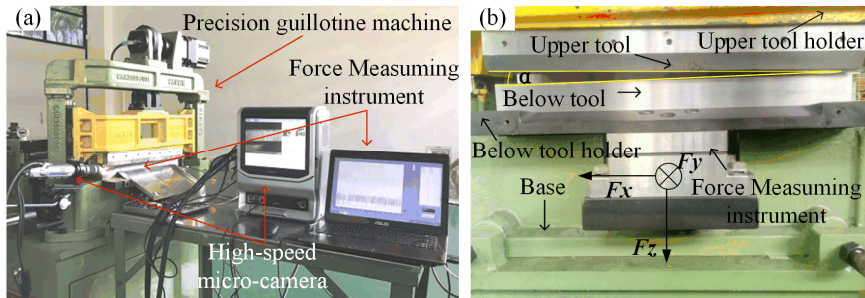 (a)
Precision guillotine machine
Force Measuming
instrument
High-speed
micro-camera
ASUS
(b)
Upper tool
Upper tool holder
α
Below tool
Below tool holder
Fy
Fx
Base
Force Measuming
instrument
Fz